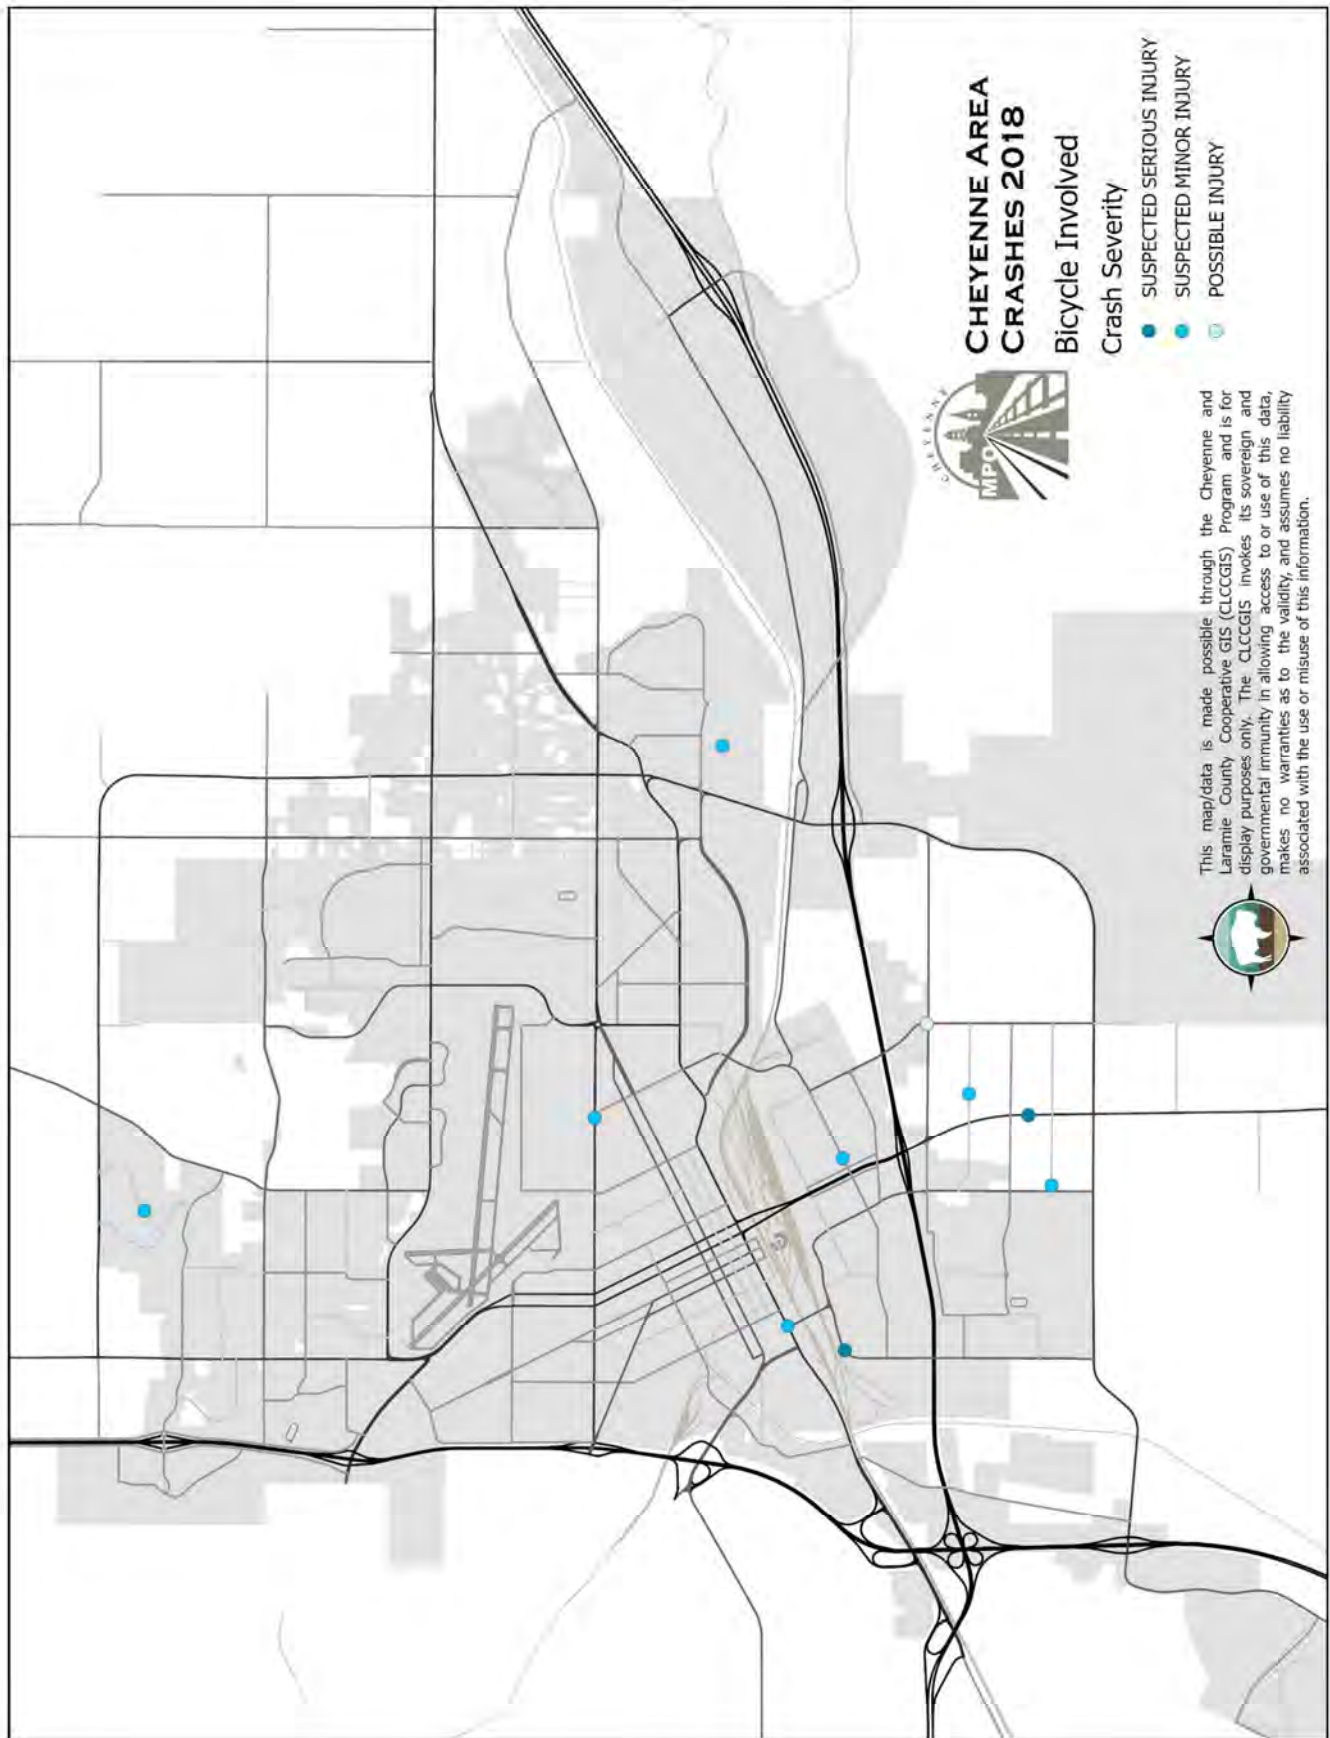 CHEYENNE AREA
CRASHES 2018
Bicycle Involved
Crash Severity
SUSPECTED SERIOUS INJURY
SUSPECTED MINOR INJURY
POSSIBLE INJURY
CHEYENNE
MPO
This map/data is made possible through the Cheyenne and
Laramie County Cooperative GIS (CLCCGIS) Program and is for
display purposes only. The CLCCGIS invokes its sovereign and
governmental immunity in allowing access to or use of this data,
makes no warranties as to the validity, and assumes no liability
associated with the use or misuse of this information.